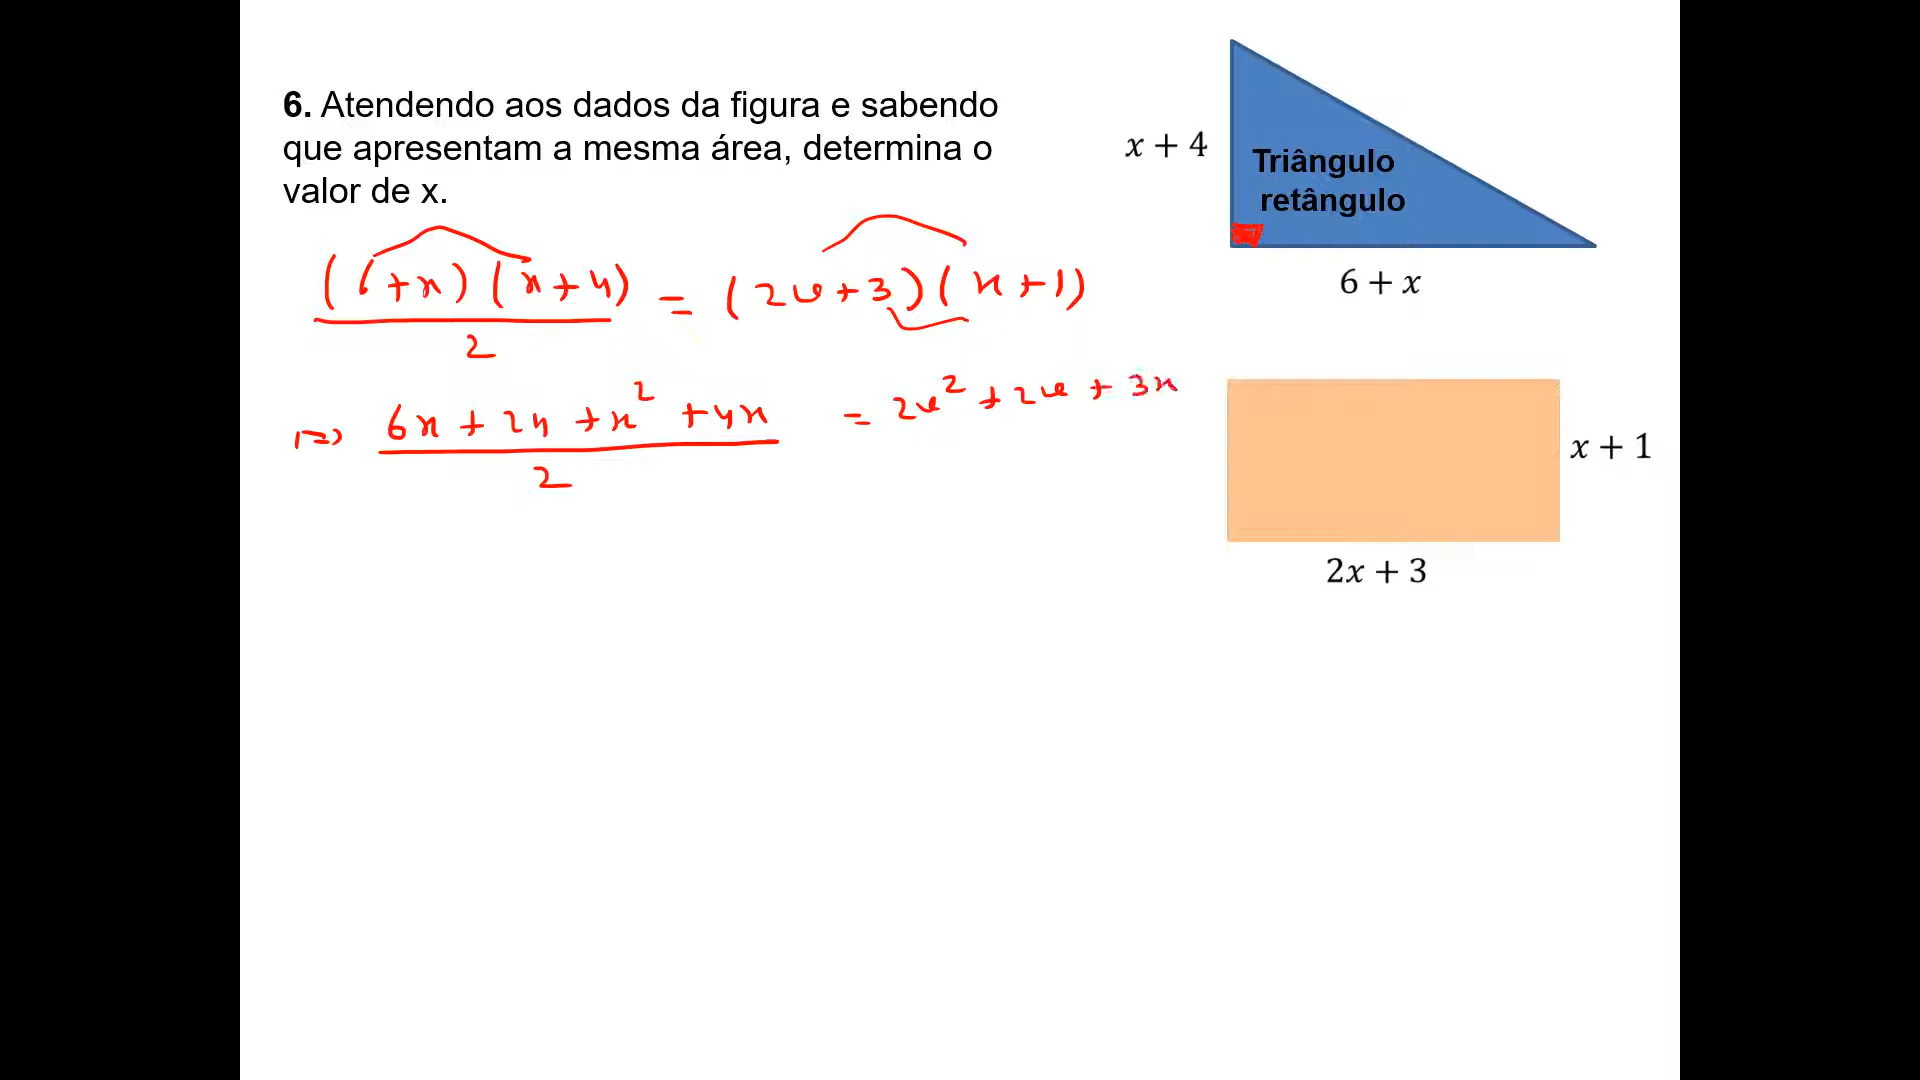 6. Atendendo aos dados da figura e sabendo
que apresentam a mesma área, determina o
valor de x.
x + 4
Triângulo
retângulo
6 + x
(6+x)(x+4)
2
= (2x+3)(x+1)
⇔ 6x + 24 + x² + 4x
2
= 2x² + 2x + 3x
x + 1
2x + 3